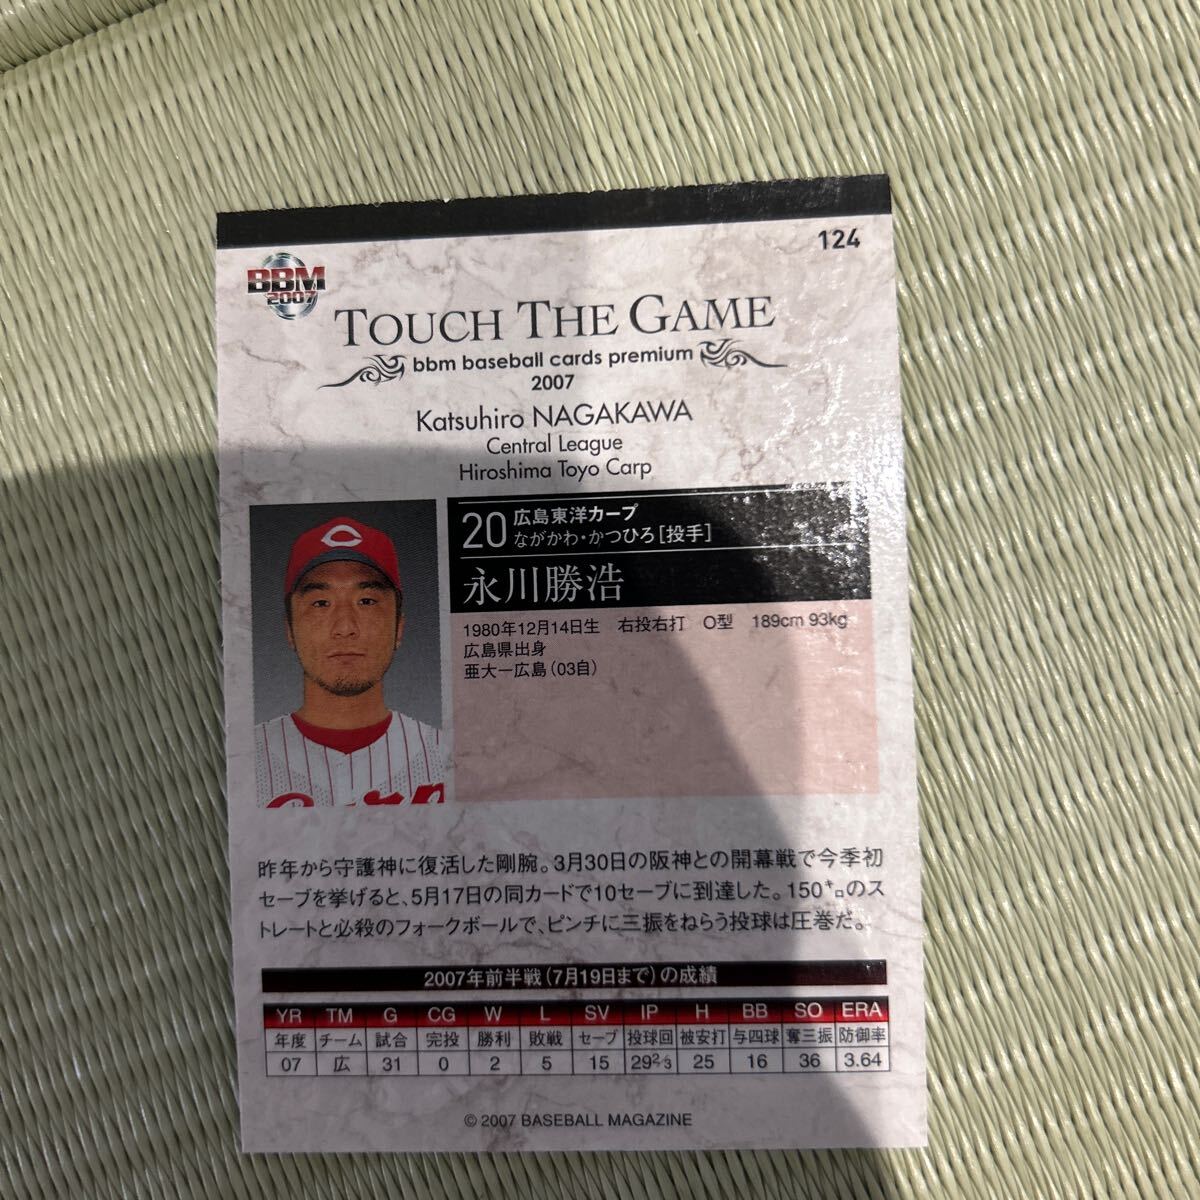 124
BBM
2007
TOUCH THE GAME
bbm baseball cards premium
2007
Katsuhiro NAGAKAWA
Central League
Hiroshima Toyo Carp
20 広島東洋カープ
ながかわ・かつひろ[投手]
永川勝浩
1980年12月14日生 右投右打 O型 189cm 93kg
広島県出身
亜大ー広島(03自)
C
Carp
昨年から守護神に復活した剛腕。3月30日の阪神との開幕戦で今季初
セーブを挙げると、5月17日の同カードで10セーブに到達した。150㌔のス
トレートと必殺のフォークボールで、ピンチに三振をねらう投球は圧巻だ。
2007年前半戦(7月19日まで)の成績
YR TM G CG W L SV IP H BB SO ERA
年度 チーム 試合 完投 勝利 敗戦 セーブ 投球回 被安打 与四球 奪三振 防御率
07 広 31 0 2 5 15 29 2/3 25 16 36 3.64
© 2007 BASEBALL MAGAZINE